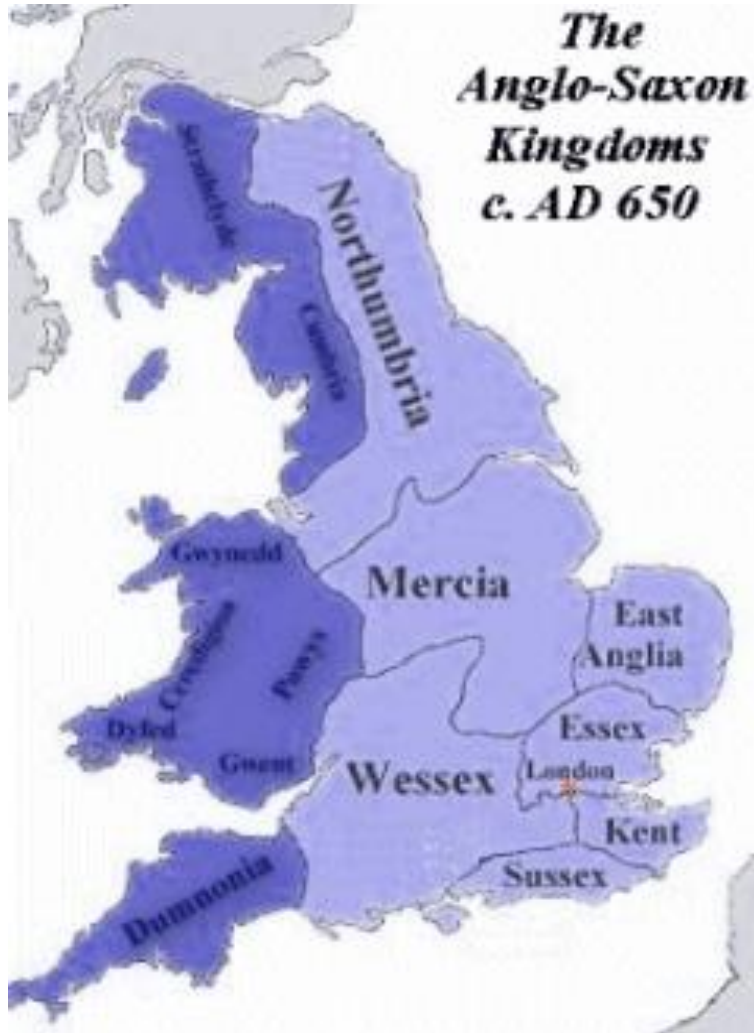 The
Anglo-Saxon
Kingdoms
c. AD 650
Strathclyde
Northumbria
Cumbria
Gwynedd
Mercia
East
Anglia
Ceredigion
Powys
Dyfed
Gwent
Essex
London
Wessex
Kent
Sussex
Dumnonia